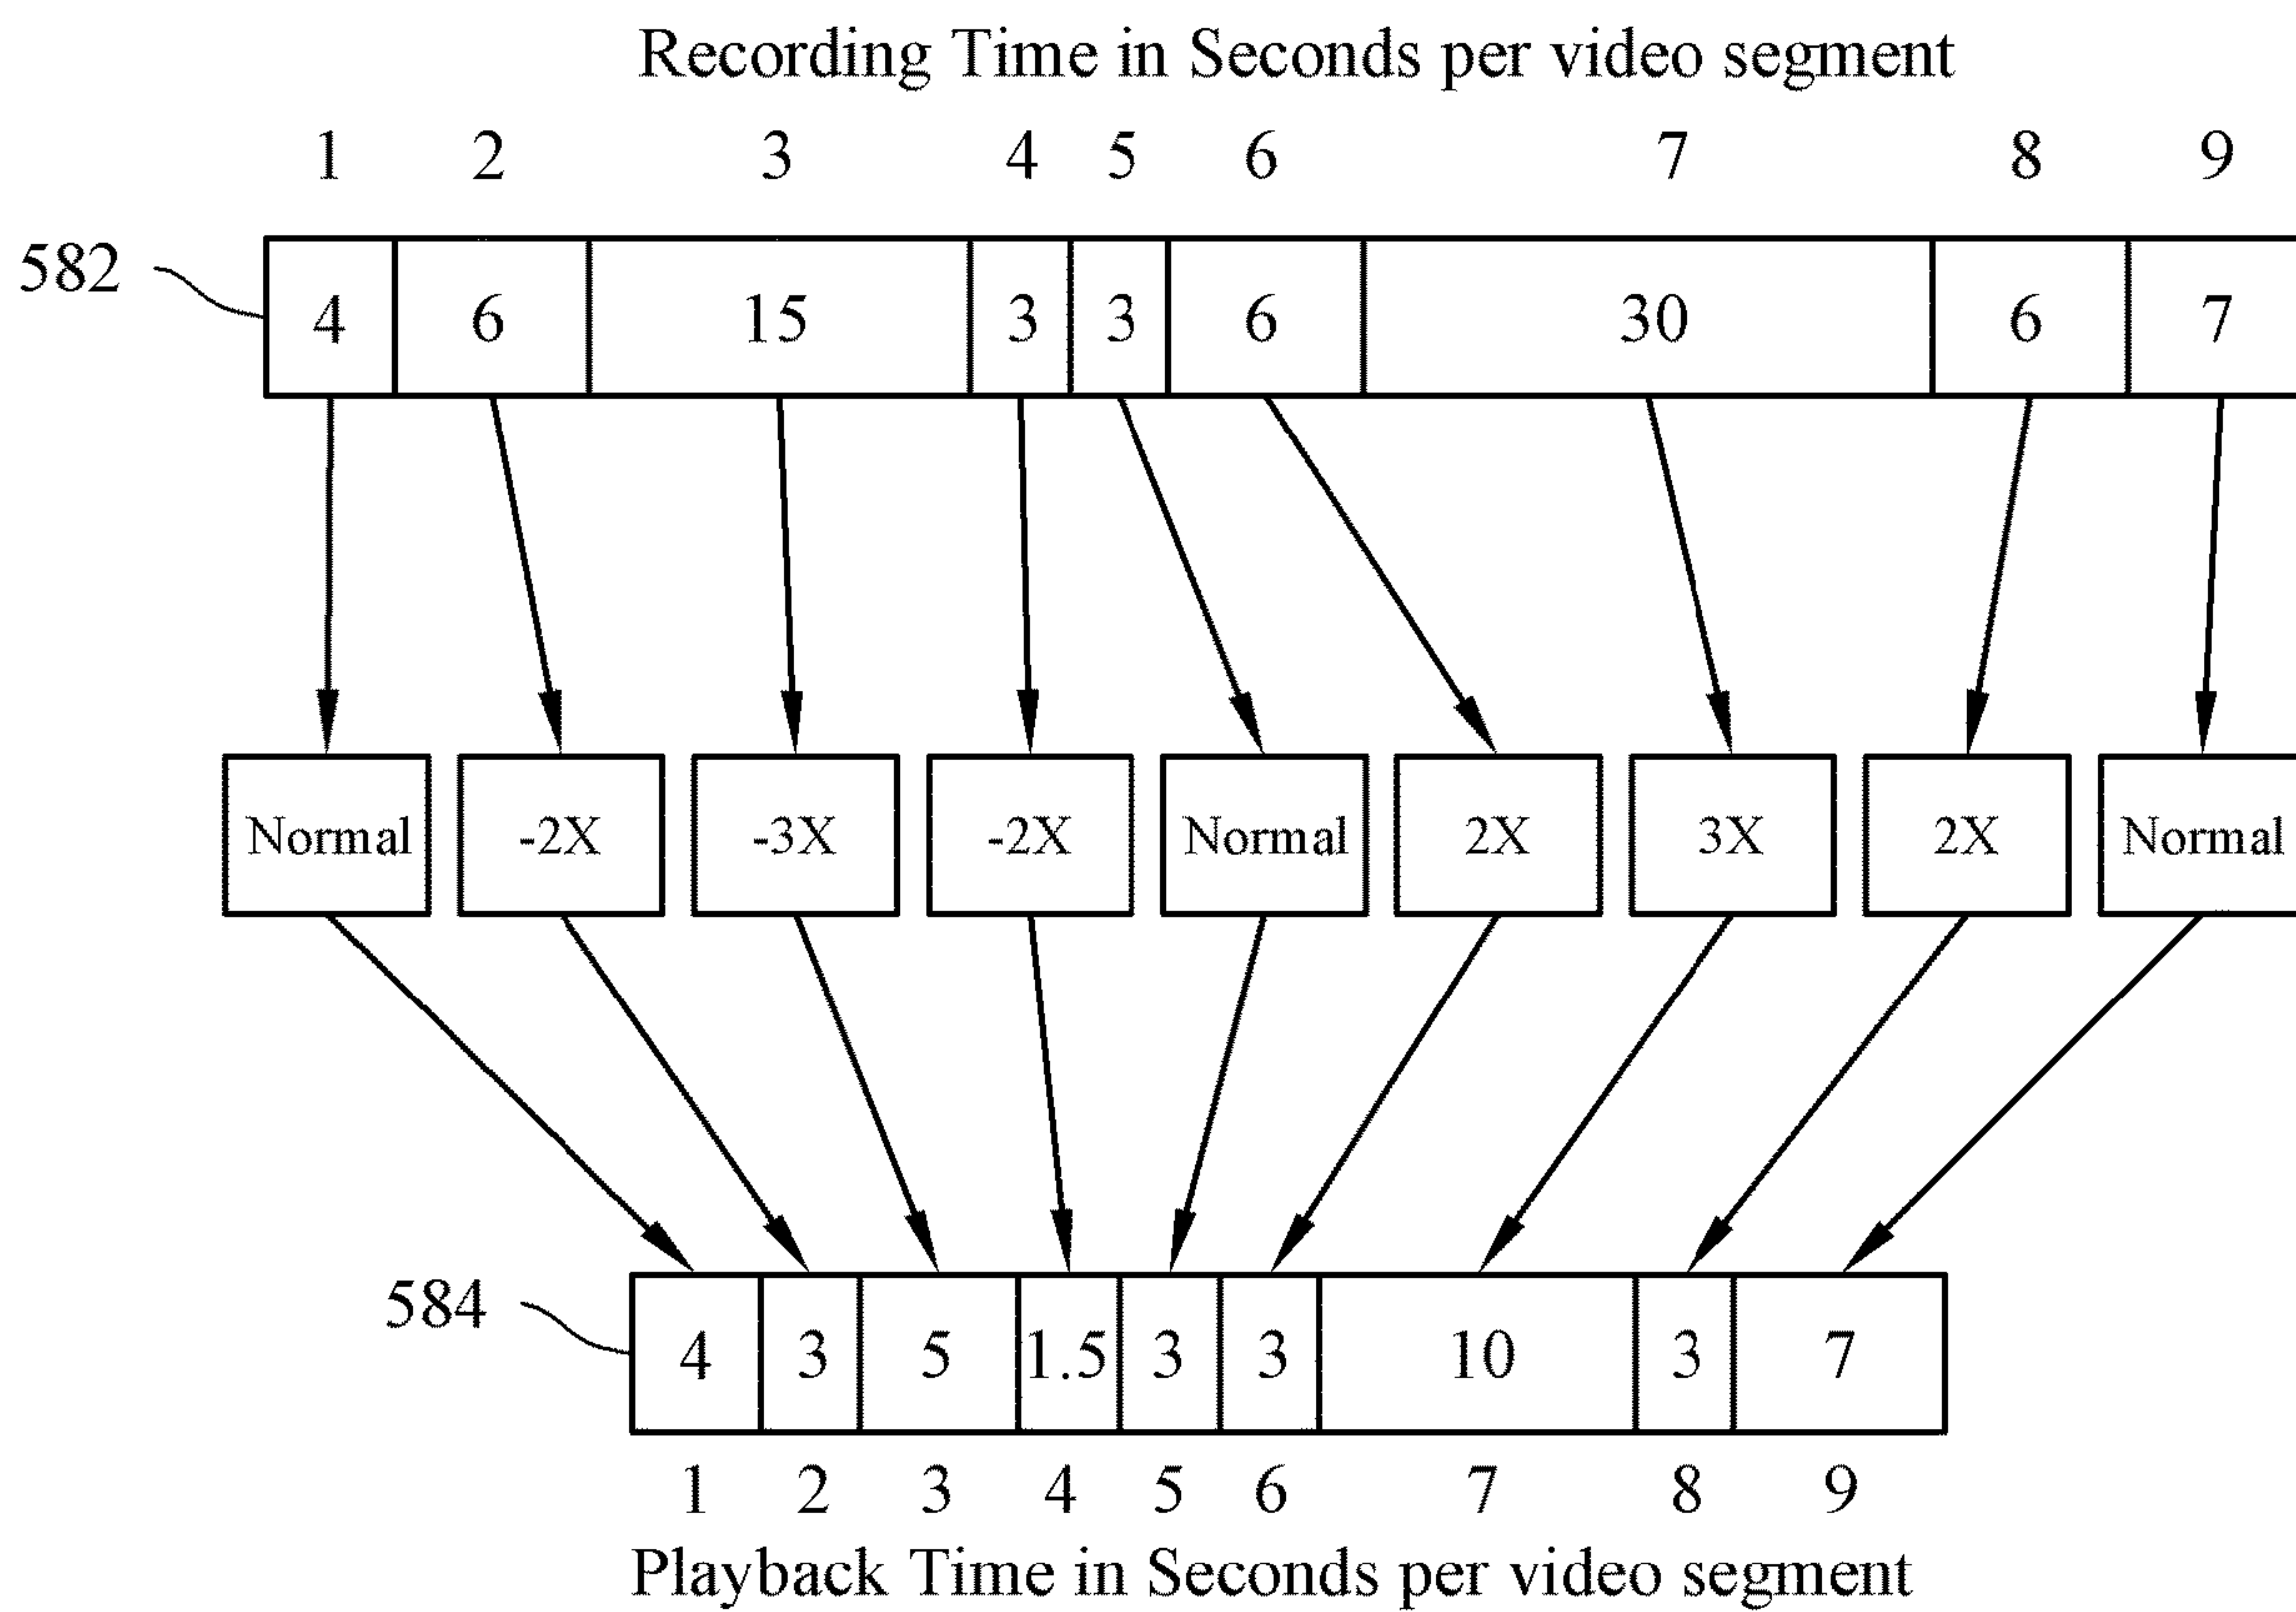 Recording Time in Seconds per video segment
1 2 3 4 5 6 7 8 9
582 4 6 15 3 3 6 30 6 7
Normal -2X -3X -2X Normal 2X 3X 2X Normal
584 4 3 5 1.5 3 3 10 3 7
1 2 3 4 5 6 7 8 9
Playback Time in Seconds per video segment